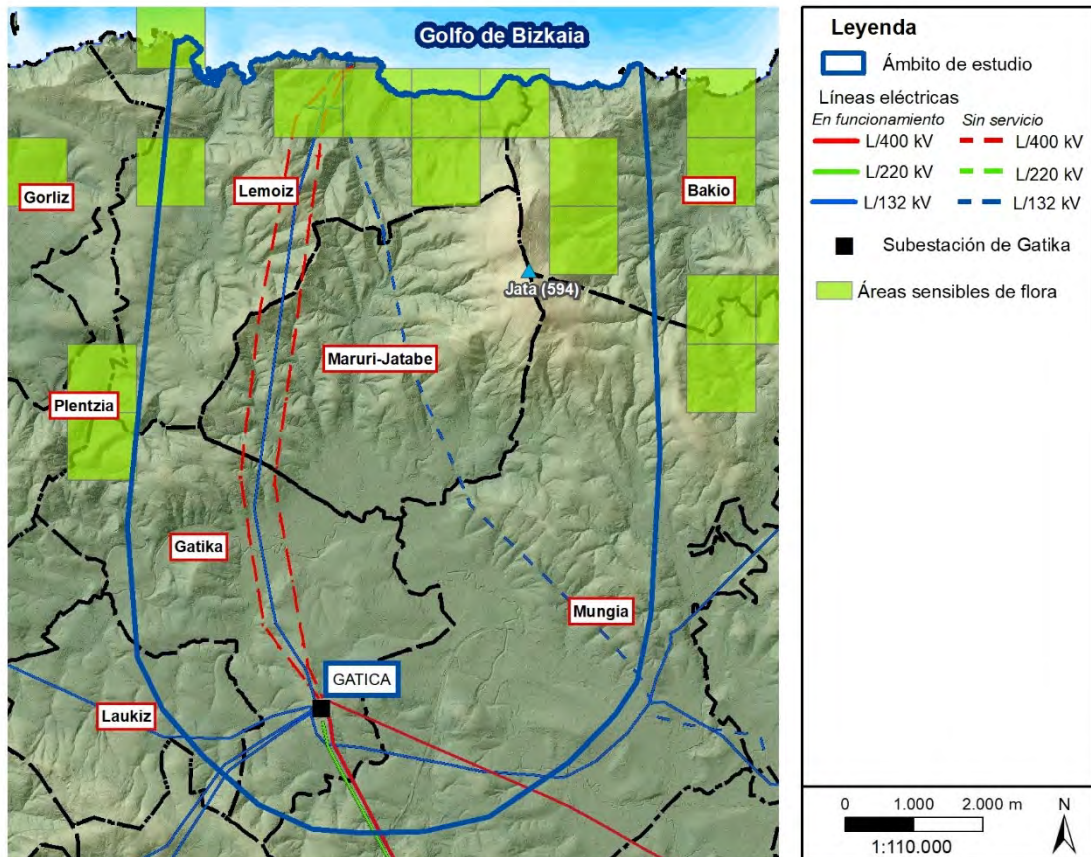 Golfo de Bizkaia
Gorliz
Lemoiz
Bakio
Jata (594)
Maruri-Jatabe
Plentzia
Gatika
Mungia
GATICA
Laukiz
Leyenda
Ámbito de estudio
Líneas eléctricas
En funcionamiento Sin servicio
L/400 kV L/400 kV
L/220 kV L/220 kV
L/132 kV L/132 kV
Subestación de Gatika
Áreas sensibles de flora
0 1.000 2.000 m N
1:110.000